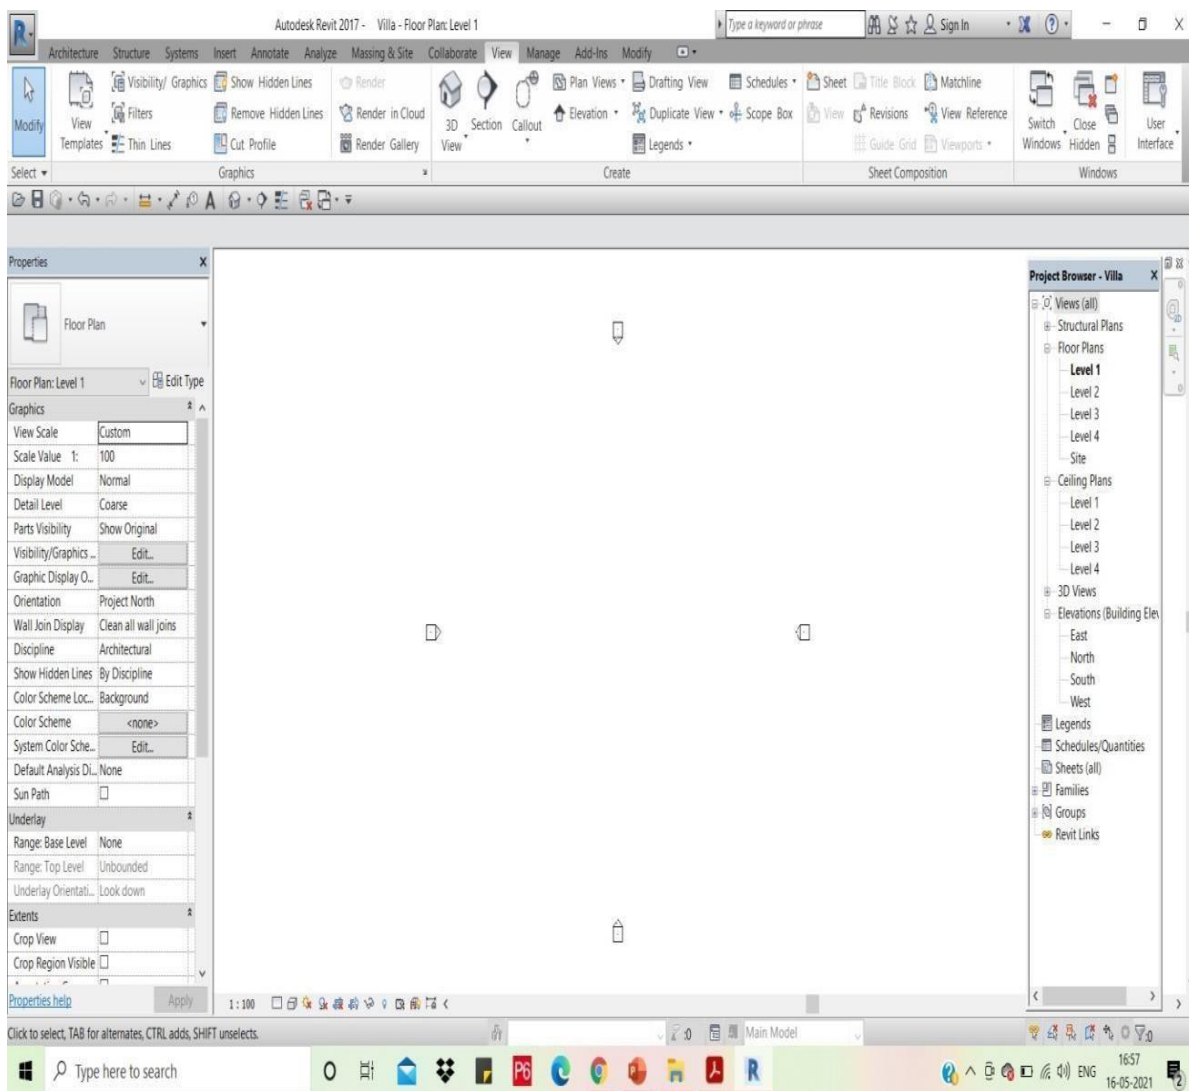 Autodesk Revit 2017 - Villa - Floor Plan: Level 1
Type a keyword or phrase
Sign In
Architecture Structure Systems Insert Annotate Analyze Massing & Site Collaborate View Manage Add-Ins Modify
Modify
View Templates
Visibility/ Graphics
Filters
Thin Lines
Show Hidden Lines
Remove Hidden Lines
Cut Profile
Render
Render in Cloud
Render Gallery
3D View
Section
Callout
Plan Views
Elevation
Drafting View
Duplicate View
Legends
Schedules
Scope Box
Sheet
View
Title Block
Revisions
Guide Grid
Matchline
View Reference
Viewports
Switch Windows
Close Hidden
User Interface
Select
Graphics
Create
Sheet Composition
Windows
Properties
Floor Plan
Floor Plan: Level 1
Edit Type
Graphics
View Scale Custom
Scale Value 1: 100
Display Model Normal
Detail Level Coarse
Parts Visibility Show Original
Visibility/Graphics ... Edit...
Graphic Display O... Edit...
Orientation Project North
Wall Join Display Clean all wall joins
Discipline Architectural
Show Hidden Lines By Discipline
Color Scheme Loc... Background
Color Scheme <none>
System Color Sche... Edit...
Default Analysis Di... None
Sun Path
Underlay
Range: Base Level None
Range: Top Level Unbounded
Underlay Orientati... Look down
Extents
Crop View
Crop Region Visible
Properties help
Apply
1 : 100
Project Browser - Villa
Views (all)
Structural Plans
Floor Plans
Level 1
Level 2
Level 3
Level 4
Site
Ceiling Plans
Level 1
Level 2
Level 3
Level 4
3D Views
Elevations (Building Elev
East
North
South
West
Legends
Schedules/Quantities
Sheets (all)
Families
Groups
Revit Links
Click to select, TAB for alternates, CTRL adds, SHIFT unselects.
:0
Main Model
:0
Type here to search
P6
R
ENG
16:57
16-05-2021